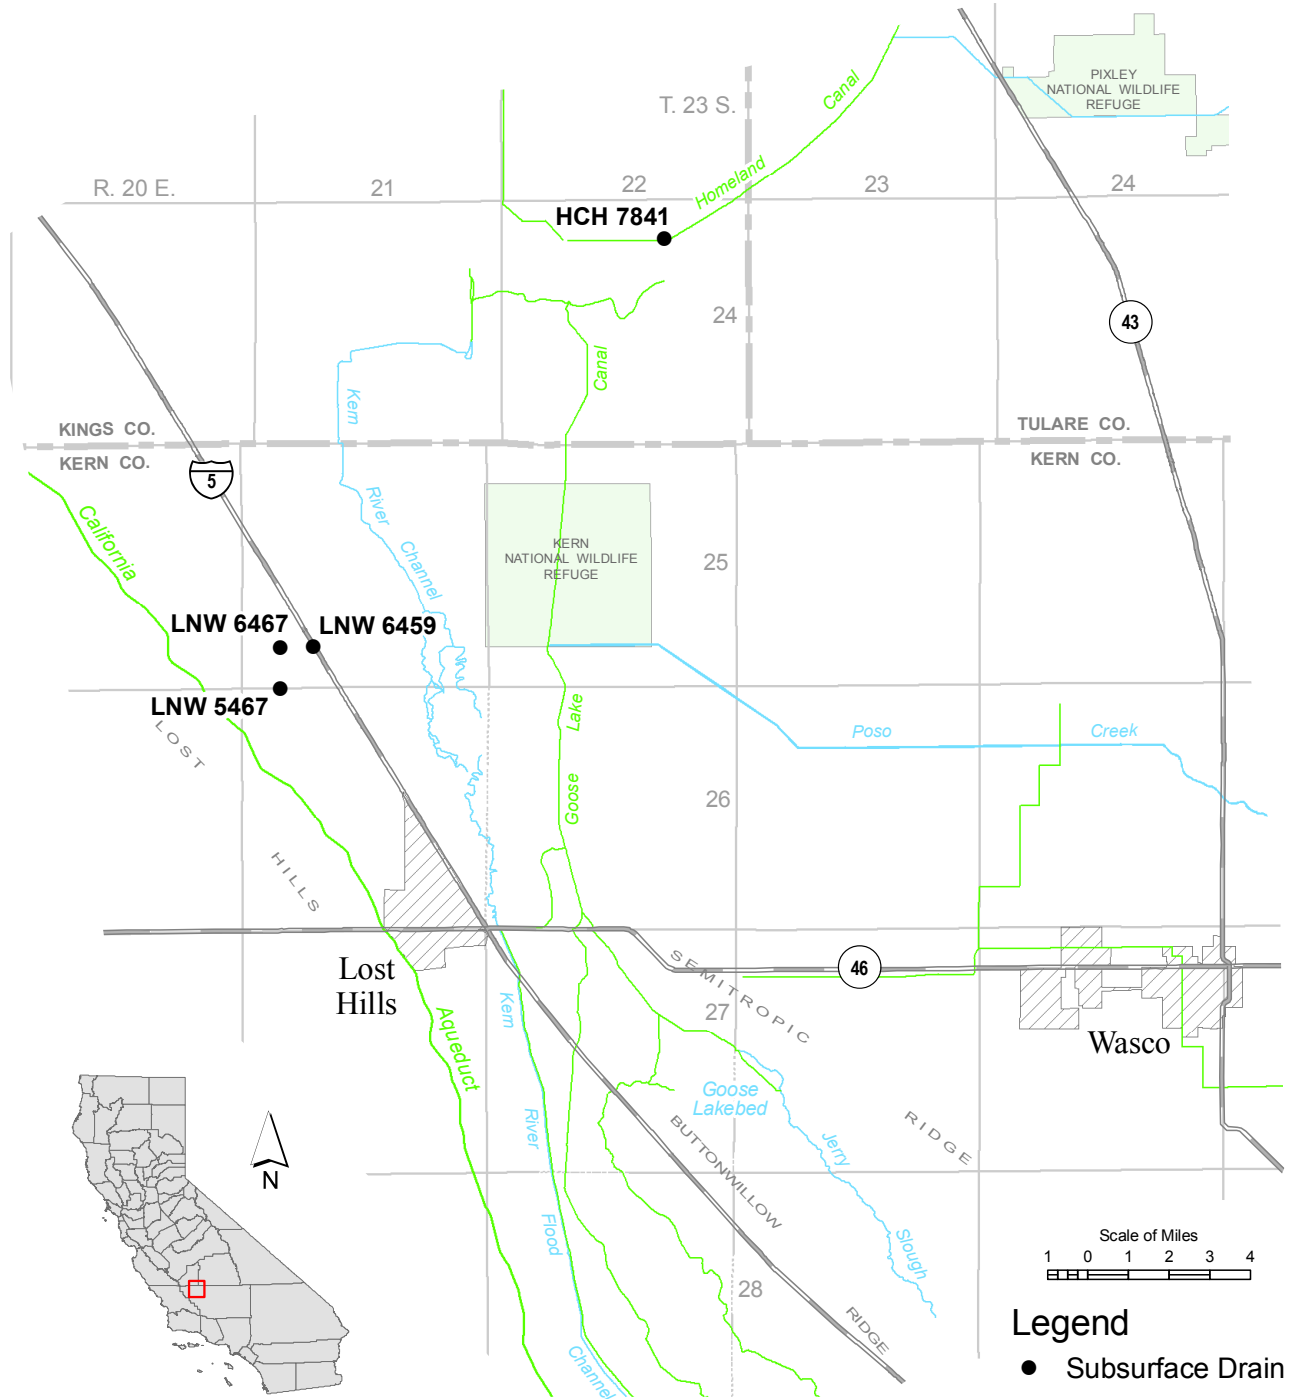 PIXLEY
NATIONAL WILDLIFE
REFUGE
T. 23 S.
Canal
R. 20 E.
21
22
23
24
Homeland
HCH 7841
24
43
Canal
Kern
KINGS CO.
TULARE CO.
KERN CO.
KERN CO.
5
California
River
Channel
KERN
NATIONAL WILDLIFE
REFUGE
25
LNW 6467
LNW 6459
LNW 5467
LOST
Lake
Poso
Creek
Goose
26
HILLS
Lost
Hills
SEMITROPIC
46
Kern
27
Aqueduct
Wasco
Goose
Lakebed
River
BUTTONWILLOW
Jerry
RIDGE
N
Flood
Slough
Scale of Miles
1 0 1 2 3 4
28
RIDGE
Channel
Legend
Subsurface Drain